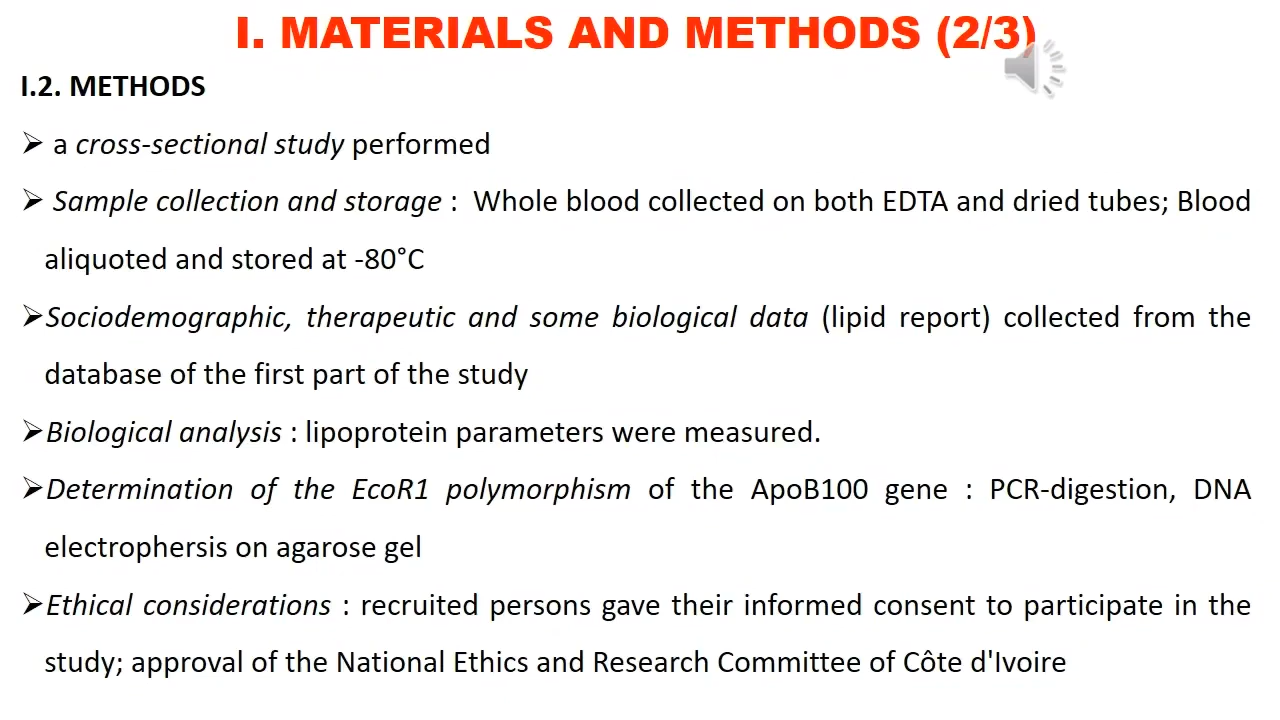 I. MATERIALS AND METHODS (2/3)
I.2. METHODS
➢ a cross-sectional study performed
➢ Sample collection and storage : Whole blood collected on both EDTA and dried tubes; Blood
aliquoted and stored at -80°C
➢Sociodemographic, therapeutic and some biological data (lipid report) collected from the
database of the first part of the study
➢Biological analysis : lipoprotein parameters were measured.
➢Determination of the EcoR1 polymorphism of the ApoB100 gene : PCR-digestion, DNA
electrophersis on agarose gel
➢Ethical considerations : recruited persons gave their informed consent to participate in the
study; approval of the National Ethics and Research Committee of Côte d'Ivoire